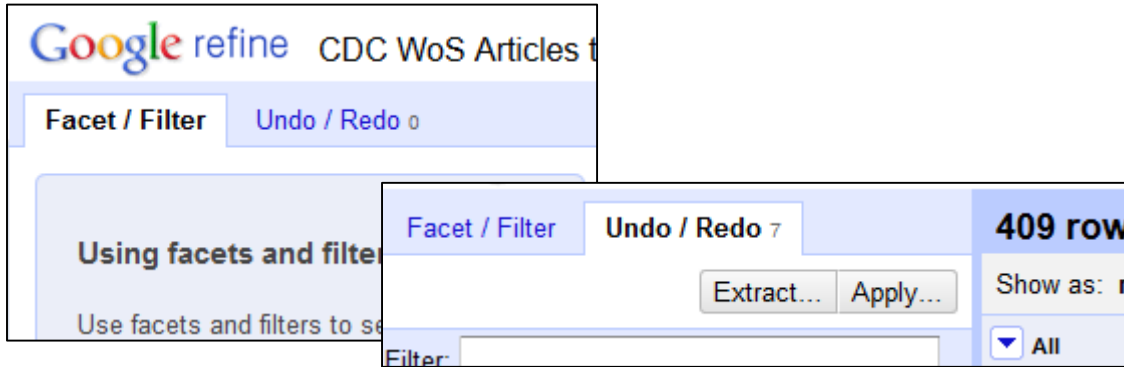 Google refine CDC WoS Articles t
Facet / Filter Undo / Redo 0
Using facets and filte
Use facets and filters to se
Facet / Filter Undo / Redo 7
409 row
Extract... Apply...
Show as:
Filter:
All